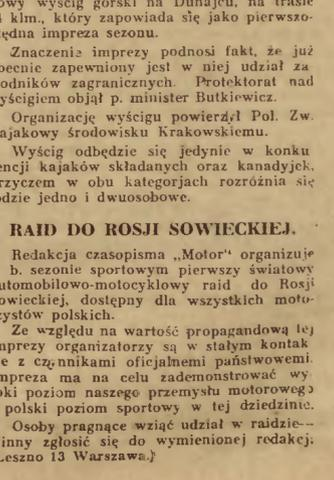 owy wyścig górski na Dunajcu, na trasie
klm., który zapowiada się jako pierwszo-
ędna impreza sezonu.
Znaczenie imprezy podnosi fakt, że już
becnie zapewniony jest w niej udział za
odników zagranicznych. Protektorat nad
yścigiem objął p. minister Butkiewicz.
Organizację wyścigu powierzył Pol. Zw.
ajakowy środowisku Krakowskiemu.
Wyścig odbędzie się jedynie w konku
encji kajaków składanych oraz kanadyjek,
rzyczem w obu kategorjach rozróżnia się
odzie jedno i dwuosobowe.
RAID DO ROSJI SOWIECKIEJ.
Redakcja czasopisma „Motor" organizuje
b. sezonie sportowym pierwszy światowy
utomobilowo-motocyklowy raid do Rosji
owieckiej, dostępny dla wszystkich moto-
zystów polskich.
Ze względu na wartość propagandową tej
mprezy organizatorzy są w stałym kontak
e z czynnikami oficjalnemi państwowemi.
mpreza ma na celu zademonstrować wy
oki poziom naszego przemysłu motorowego
polski poziom sportowy w tej dziedzinie.
Osoby pragnące wziąć udział w raidzie—
inny zgłosić się do wymienionej redakcj.
Leszno 13 Warszawa.)